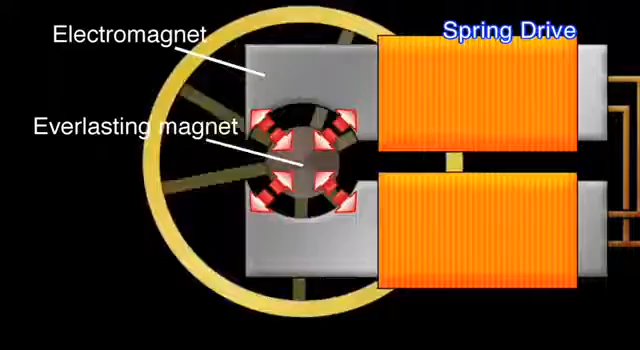 Spring Drive
Electromagnet
Everlasting magnet